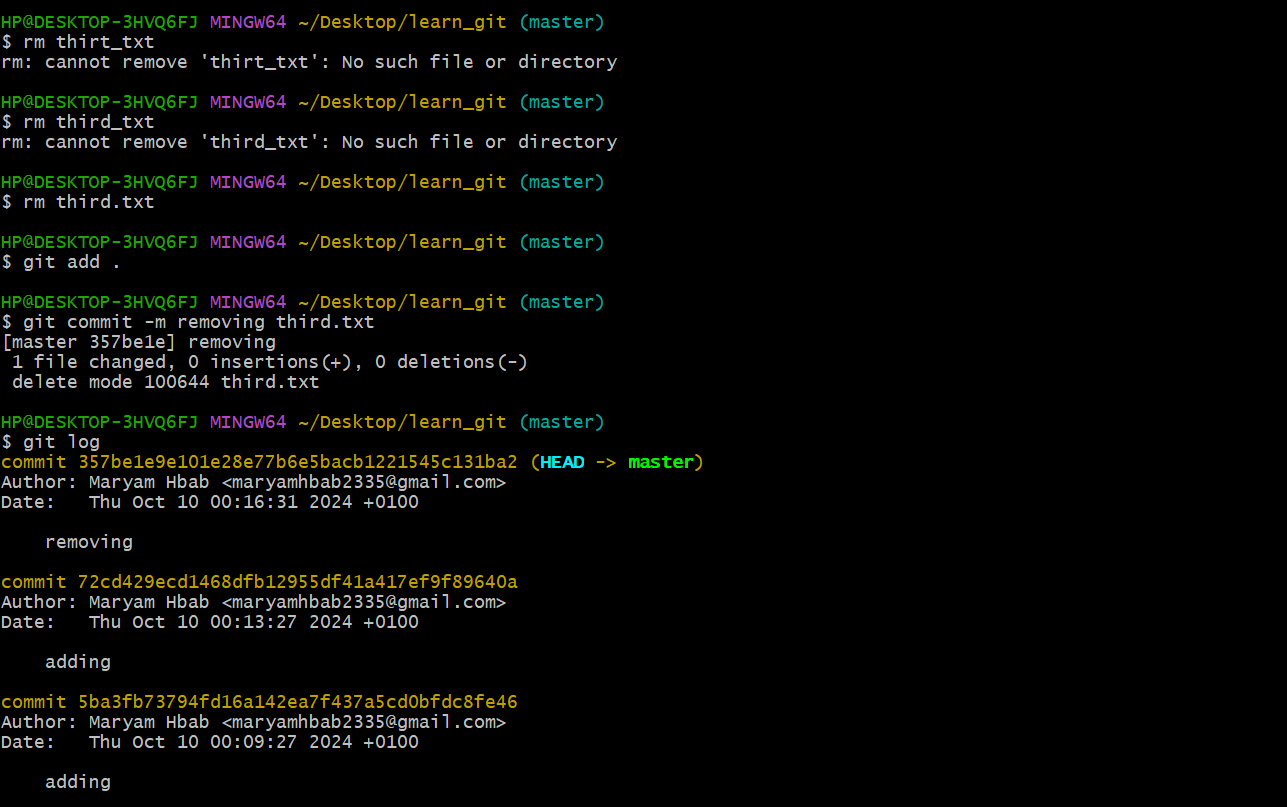 HP@DESKTOP-3HVQ6FJ MINGW64 ~/Desktop/learn_git (master)
$ rm thirt_txt
rm: cannot remove 'thirt_txt': No such file or directory
HP@DESKTOP-3HVQ6FJ MINGW64 ~/Desktop/learn_git (master)
$ rm third_txt
rm: cannot remove 'third_txt': No such file or directory
HP@DESKTOP-3HVQ6FJ MINGW64 ~/Desktop/learn_git (master)
$ rm third.txt
HP@DESKTOP-3HVQ6FJ MINGW64 ~/Desktop/learn_git (master)
$ git add .
HP@DESKTOP-3HVQ6FJ MINGW64 ~/Desktop/learn_git (master)
$ git commit -m removing third.txt
[master 357be1e] removing
 1 file changed, 0 insertions(+), 0 deletions(-)
 delete mode 100644 third.txt
HP@DESKTOP-3HVQ6FJ MINGW64 ~/Desktop/learn_git (master)
$ git log
commit 357be1e9e101e28e77b6e5bacb1221545c131ba2 (HEAD -> master)
Author: Maryam Hbab <maryamhbab2335@gmail.com>
Date:   Thu Oct 10 00:16:31 2024 +0100
    removing
commit 72cd429ecd1468dfb12955df41a417ef9f89640a
Author: Maryam Hbab <maryamhbab2335@gmail.com>
Date:   Thu Oct 10 00:13:27 2024 +0100
    adding
commit 5ba3fb73794fd16a142ea7f437a5cd0bfdc8fe46
Author: Maryam Hbab <maryamhbab2335@gmail.com>
Date:   Thu Oct 10 00:09:27 2024 +0100
    adding